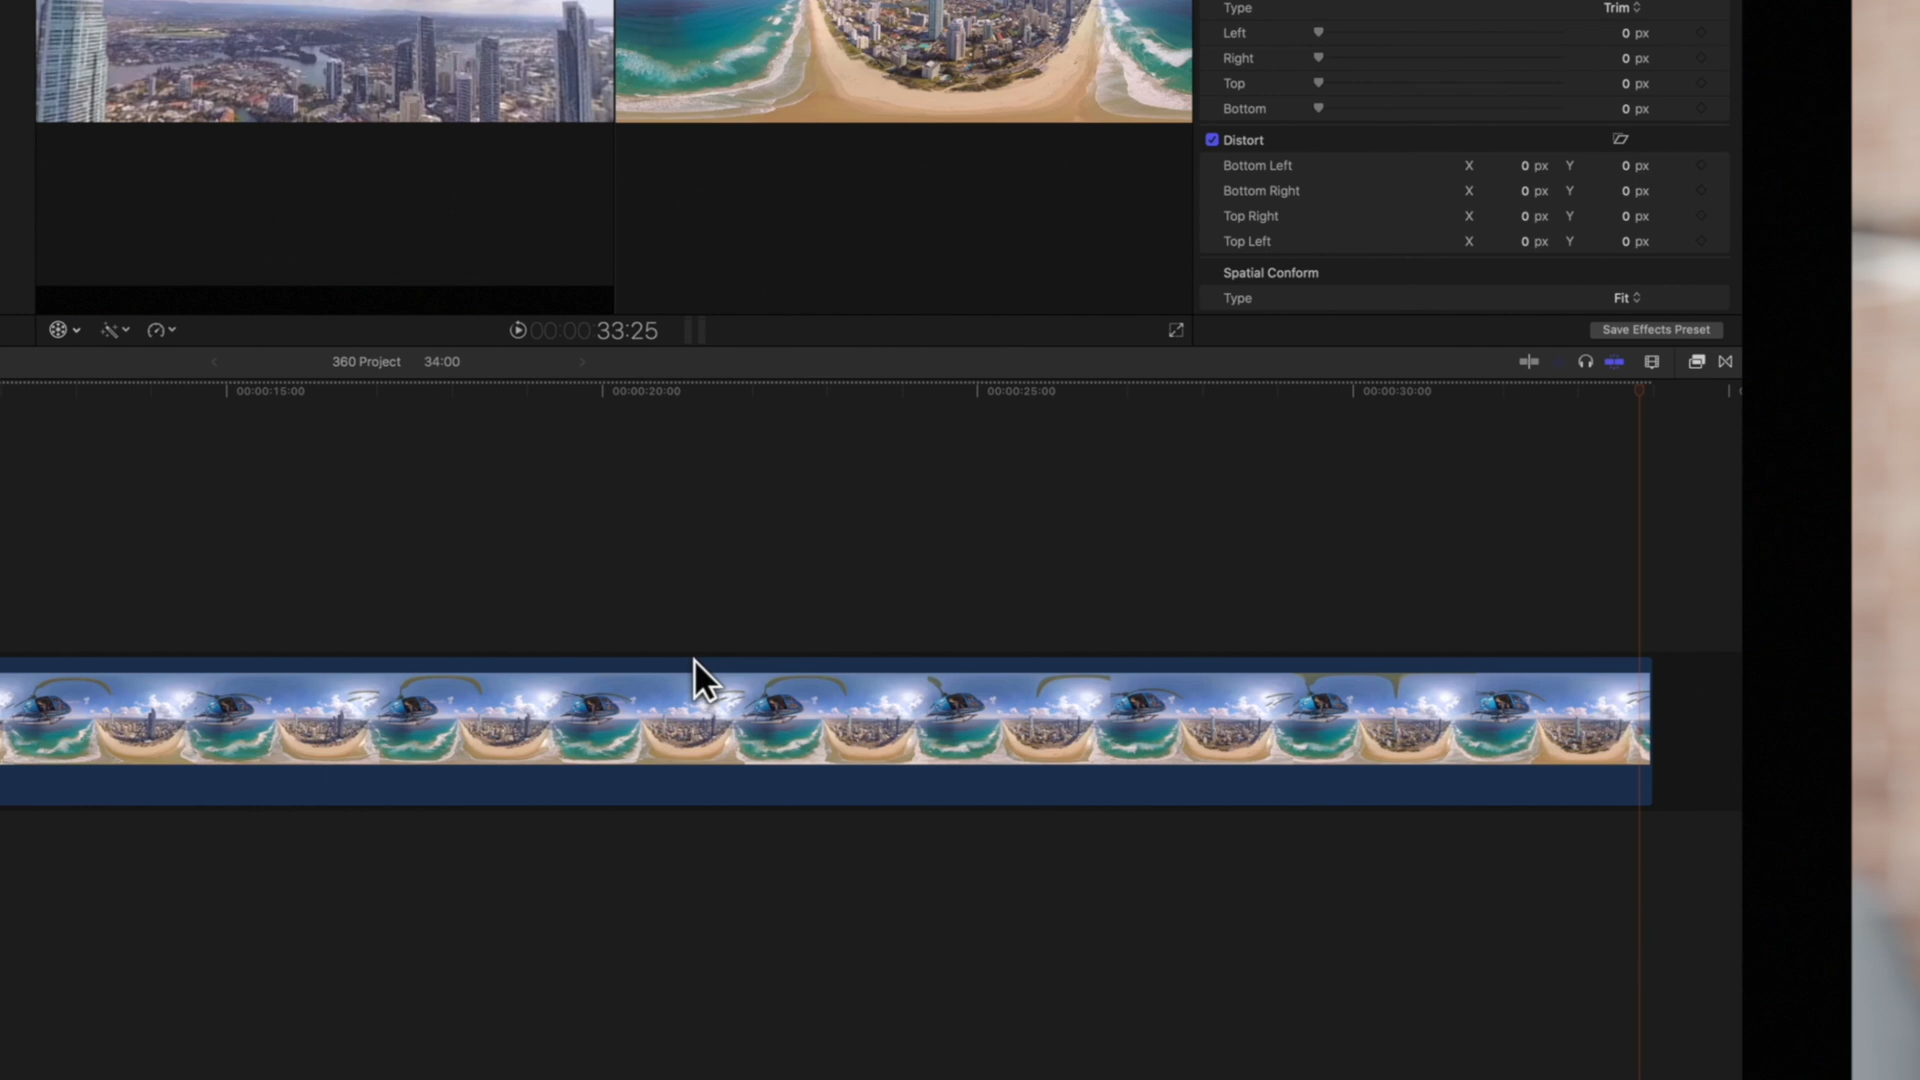 Type Trim
Left 0 px
Right 0 px
Top 0 px
Bottom 0 px
Distort
Bottom Left X 0 px Y 0 px
Bottom Right X 0 px Y 0 px
Top Right X 0 px Y 0 px
Top Left X 0 px Y 0 px
Spatial Conform
Type Fit
00:00:33:25
Save Effects Preset
360 Project 34:00
00:00:15:00 00:00:20:00 00:00:25:00 00:00:30:00